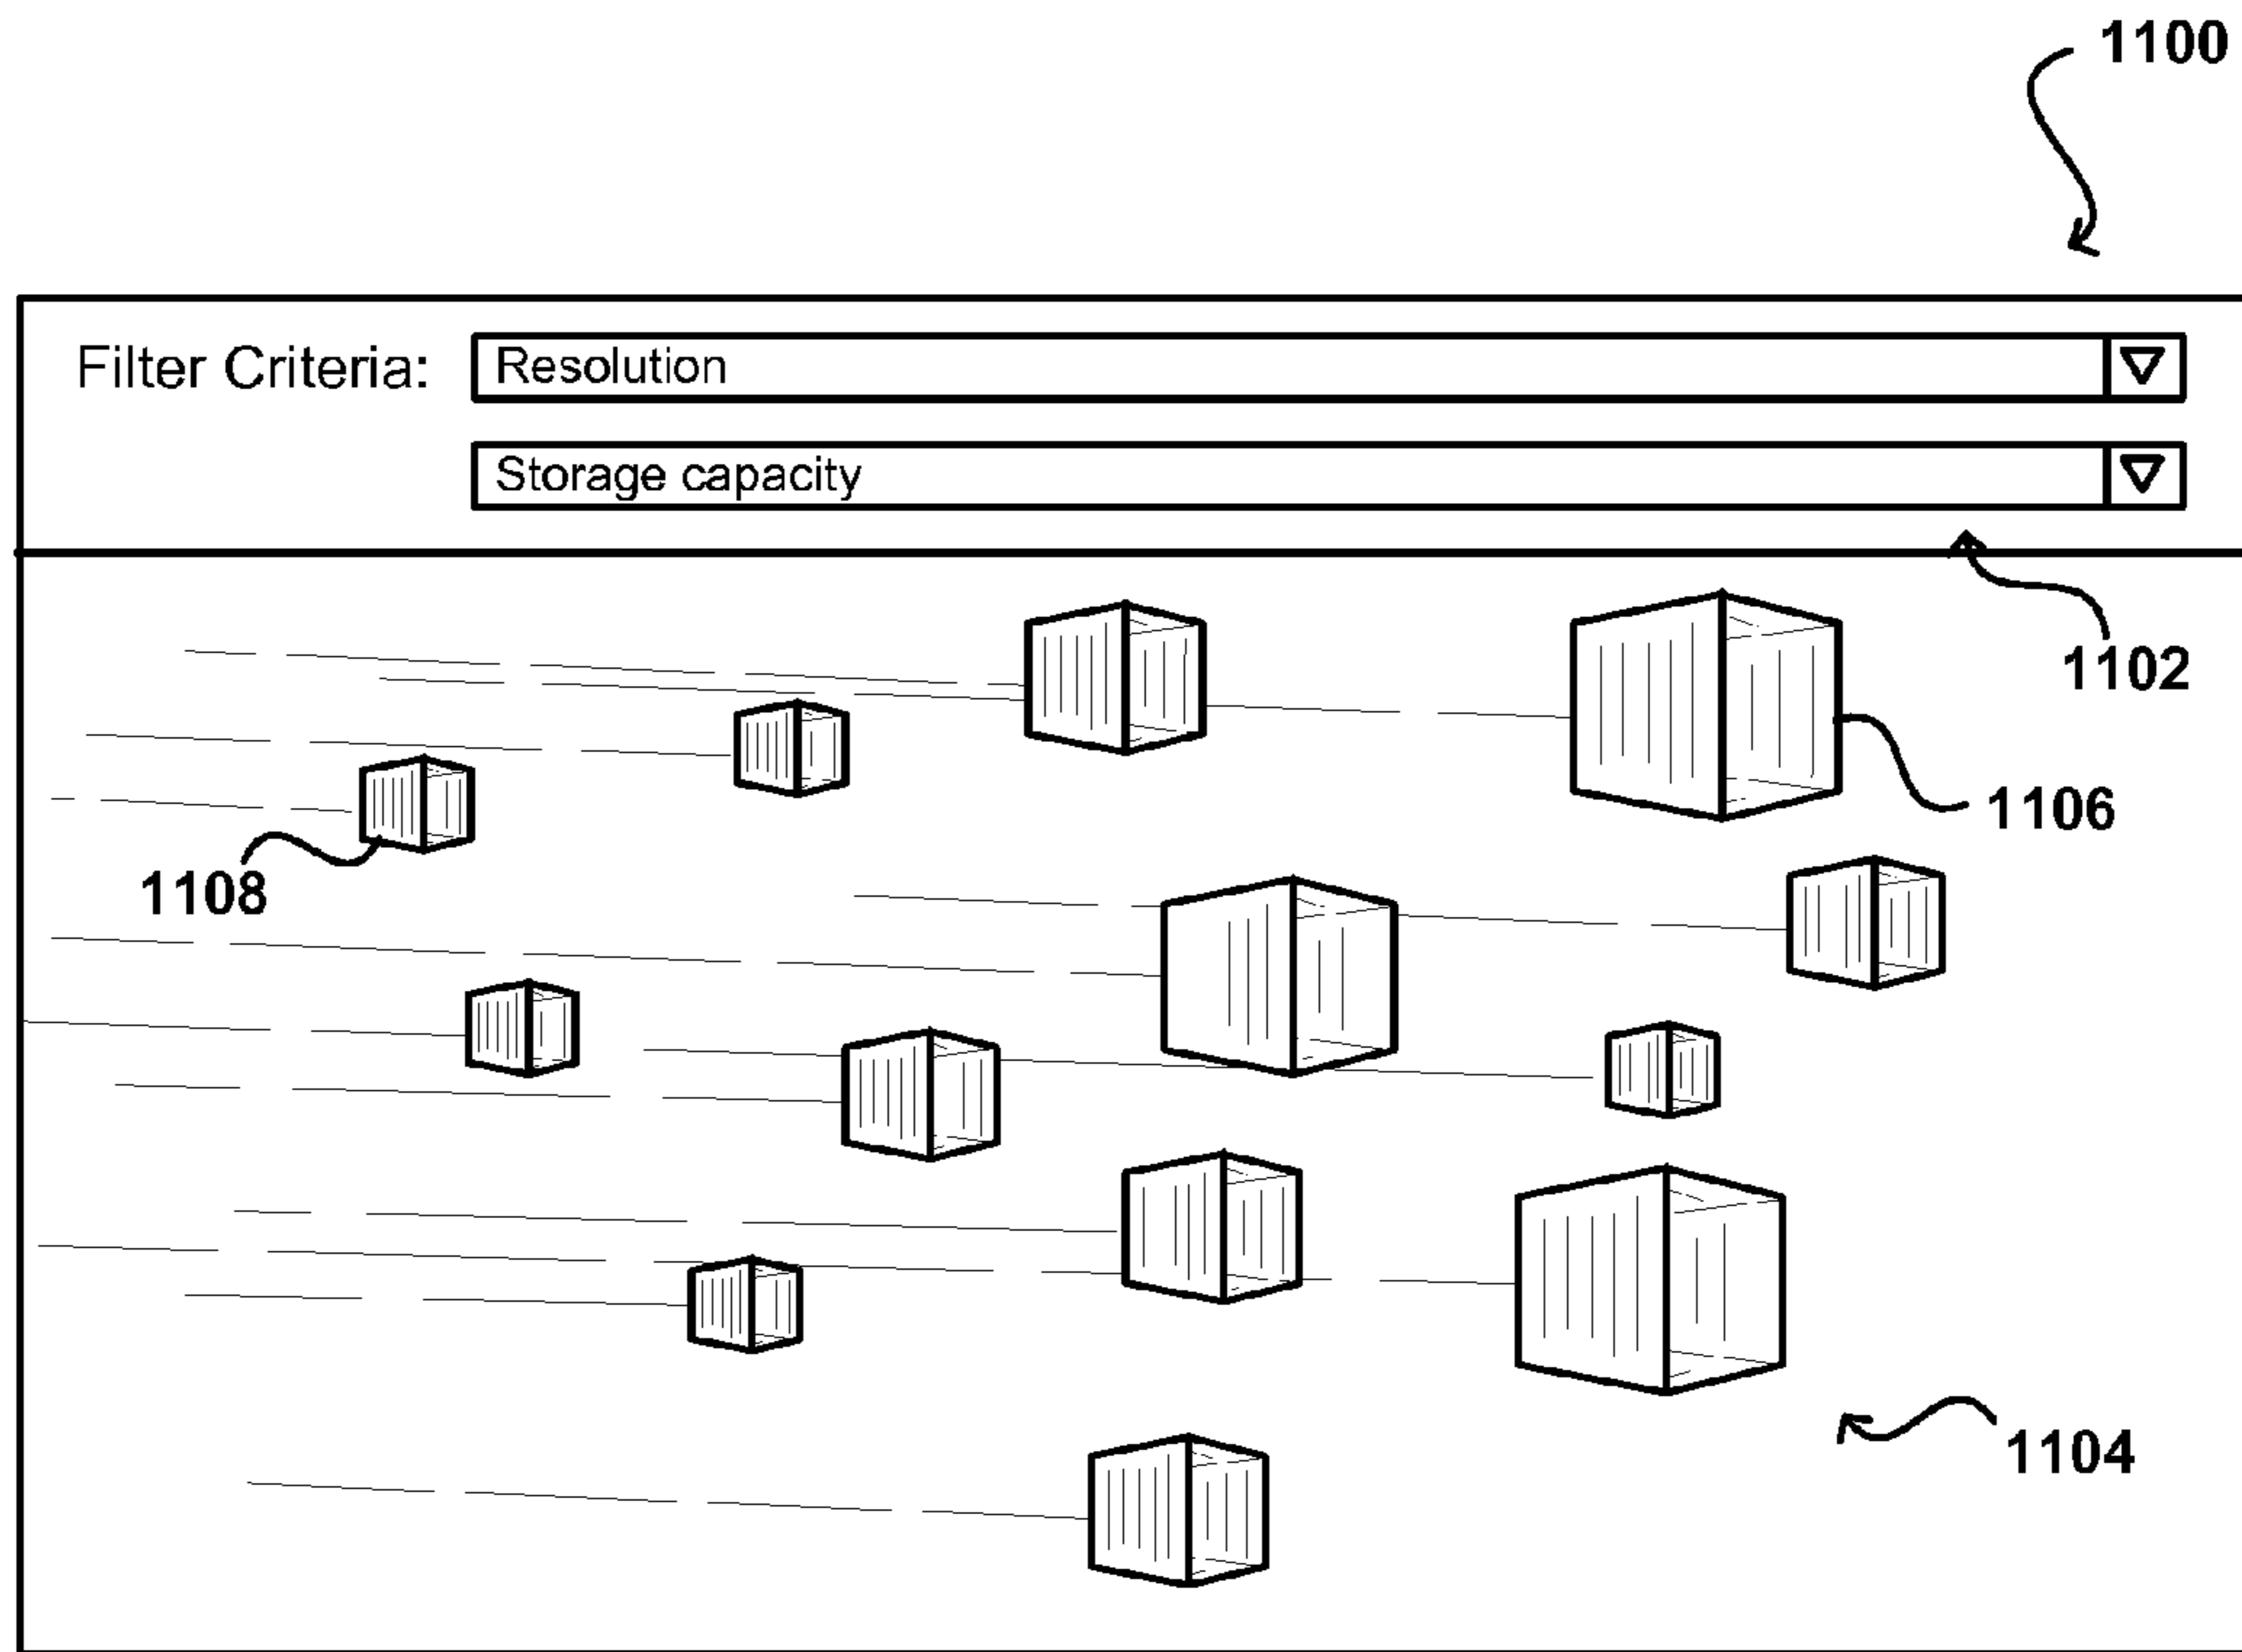 1100
Filter Criteria: Resolution
Storage capacity
1102
1106
1108
1104